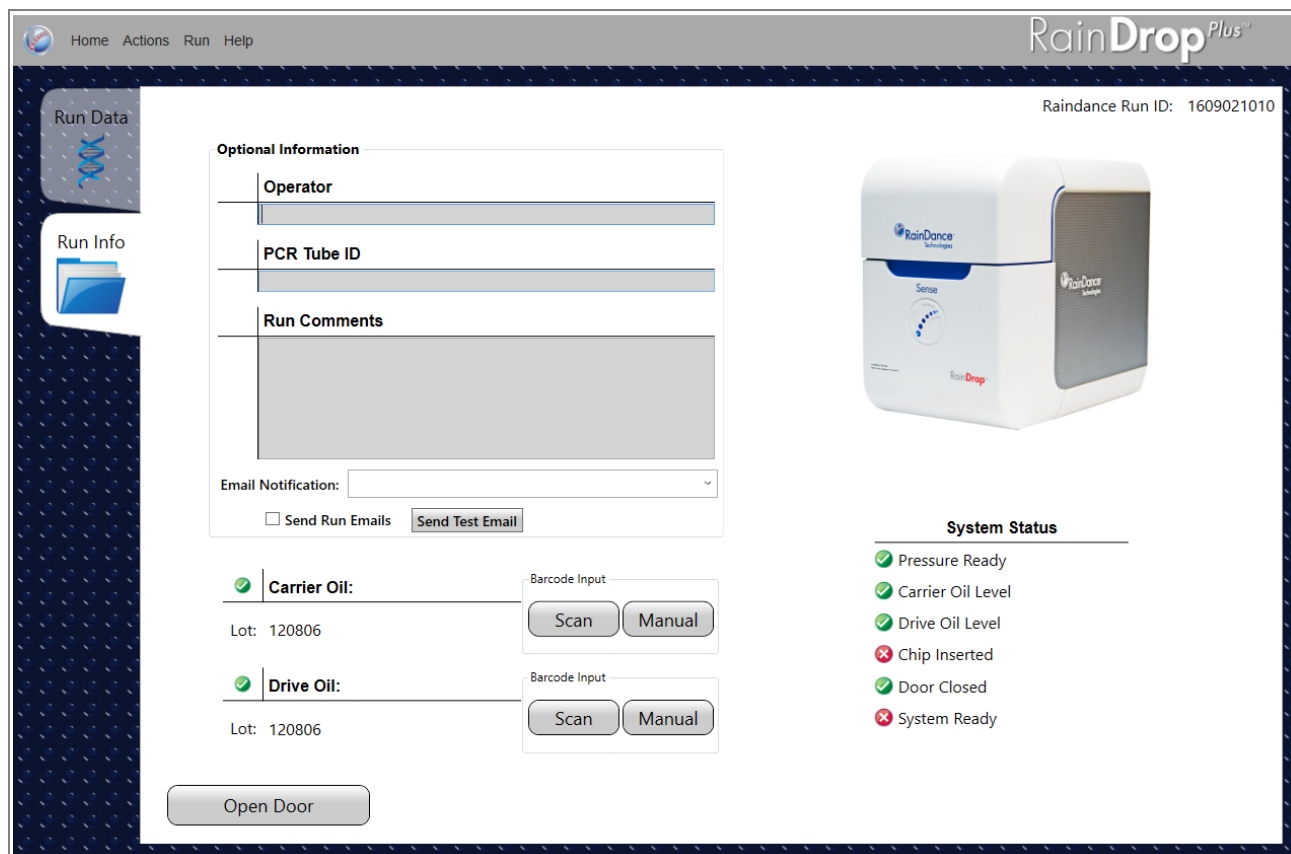 Home Actions Run Help
RainDrop Plus™
Run Data
Run Info
Raindance Run ID: 1609021010
Optional Information
Operator
PCR Tube ID
Run Comments
Email Notification:
Send Run Emails
Send Test Email
RainDance
Technologies
Sense
RainDrop
RainDance
Technologies
System Status
Pressure Ready
Carrier Oil Level
Drive Oil Level
Chip Inserted
Door Closed
System Ready
Carrier Oil:
Lot: 120806
Barcode Input
Scan Manual
Drive Oil:
Lot: 120806
Barcode Input
Scan Manual
Open Door